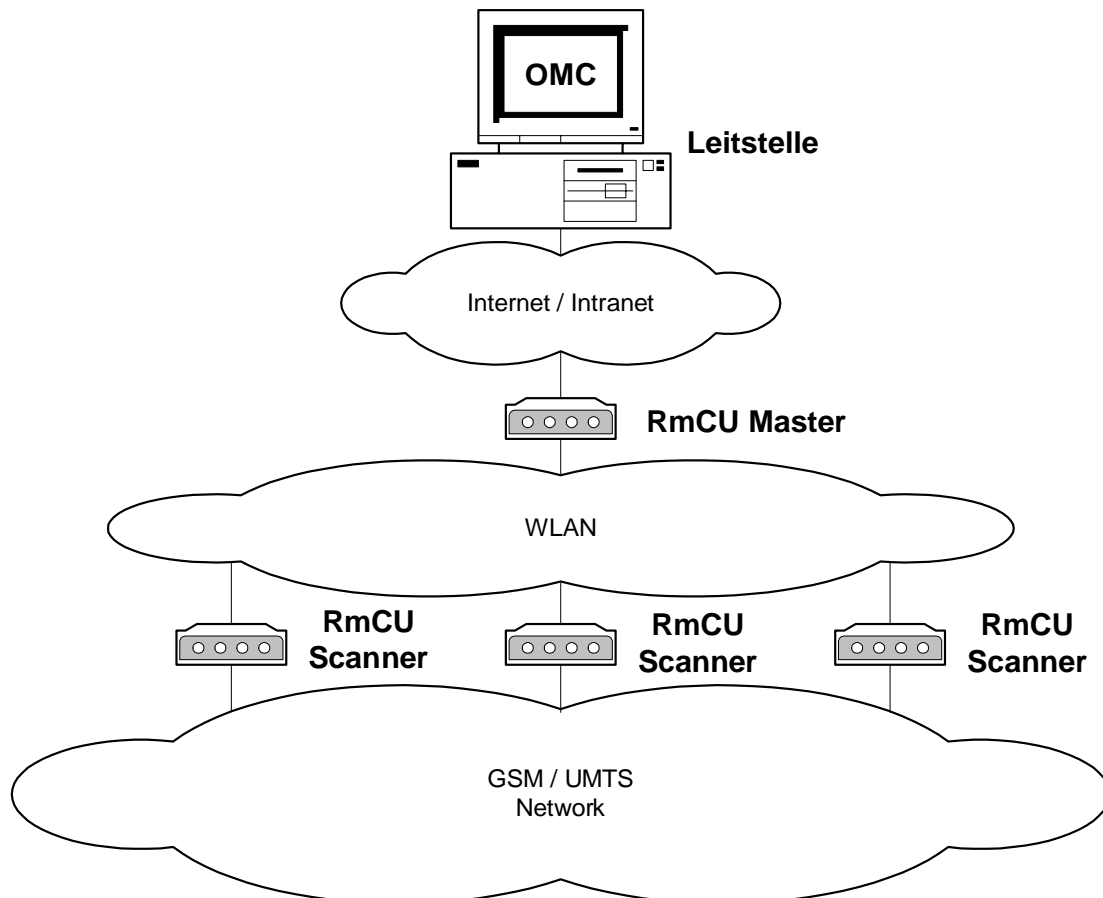 OMC
Leitstelle
Internet / Intranet
RmCU Master
WLAN
RmCU
Scanner
RmCU
Scanner
RmCU
Scanner
GSM / UMTS
Network